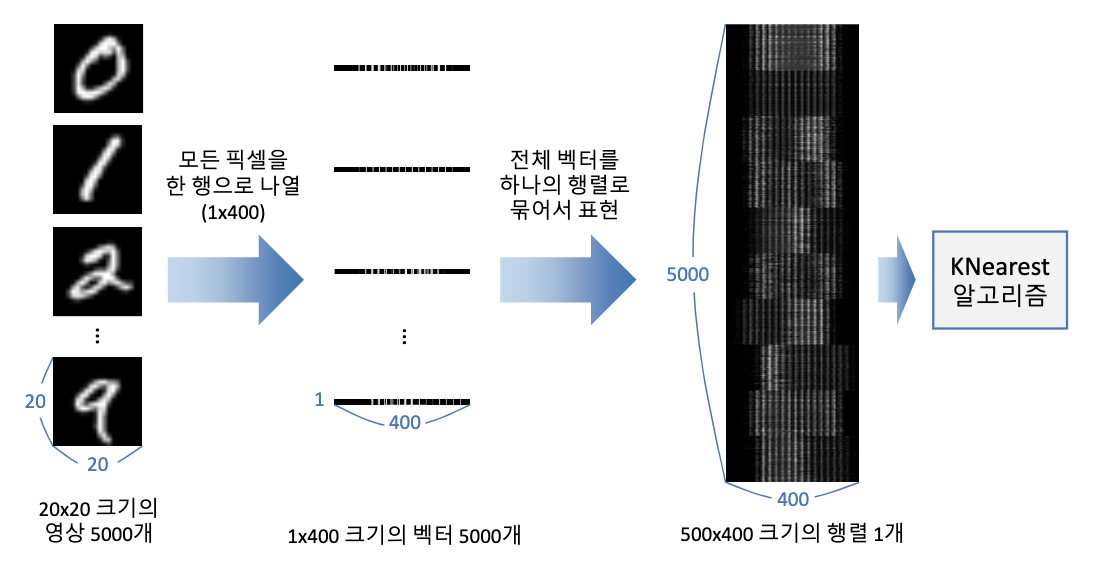 모든 픽셀을
한 행으로 나열
(1x400)
전체 벡터를
하나의 행렬로
묶어서 표현
5000
KNearest
알고리즘
20
20
1
400
400
20x20 크기의
영상 5000개
1x400 크기의 벡터 5000개
500x400 크기의 행렬 1개